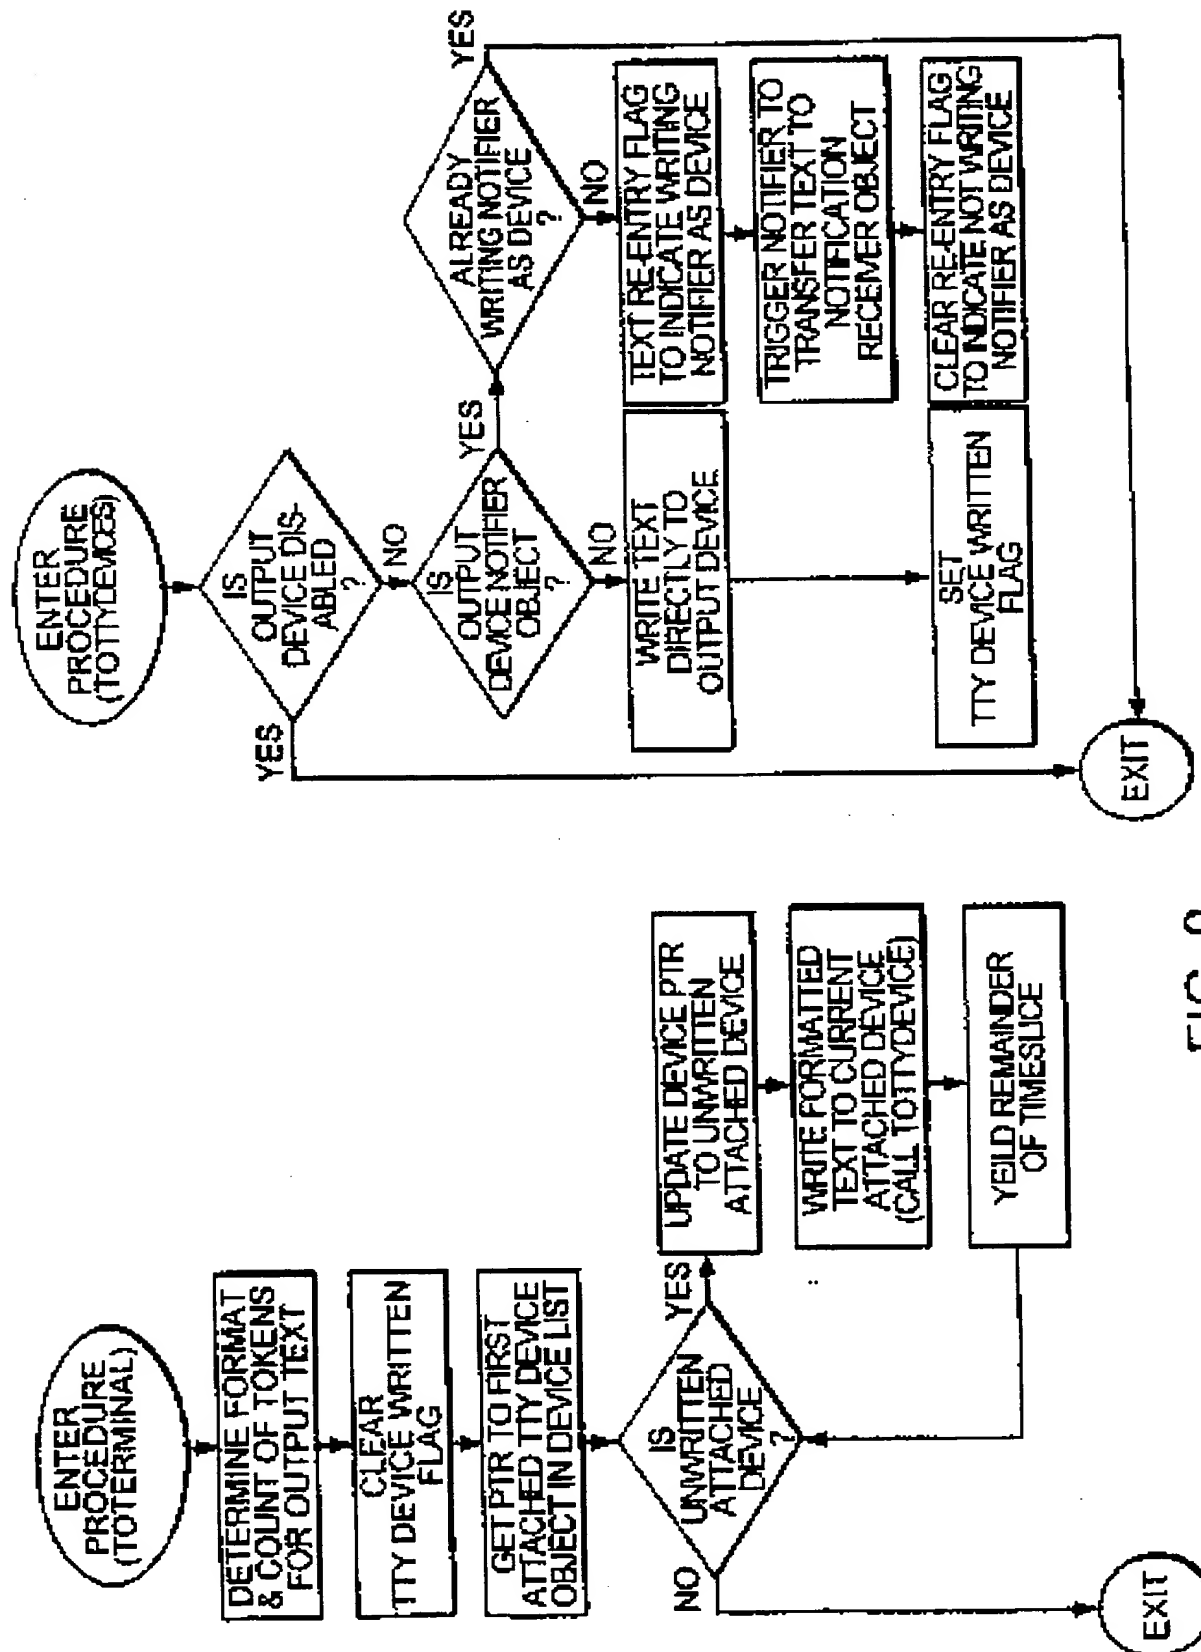 ENTER
PROCEDURE
(TOTERMINAL)
DETERMINE FORMAT
& COUNT OF TOKENS
FOR OUTPUT TEXT
CLEAR
TTY DEVICE WRITTEN
FLAG
GET PTR TO FIRST
ATTACHED TTY DEVICE
OBJECT IN DEVICE LIST
IS
UNWRITTEN
ATTACHED
DEVICE
?
YES
NO
EXIT
UPDATE DEVICE PTR
TO UNWRITTEN
ATTACHED DEVICE
WRITE FORMATTED
TEXT TO CURRENT
ATTACHED DEVICE
(CALL TOTTYDEVICE)
YEILD REMAINDER
OF TIMESLICE
ENTER
PROCEDURE
(TOTTYDEVICES)
IS
OUTPUT
DEVICE DIS-
ABLED
?
YES
NO
IS
OUTPUT
DEVICE NOTIFIER
OBJECT
?
YES
NO
WRITE TEXT
DIRECTLY TO
OUTPUT DEVICE
SET
TTY DEVICE WRITTEN
FLAG
EXIT
ALREADY
WRITING NOTIFIER
AS DEVICE
?
YES
NO
TEXT RE-ENTRY FLAG
TO INDICATE WRITING
NOTIFIER AS DEVICE
TRIGGER NOTIFIER TO
TRANSFER TEXT TO
NOTIFICATION
RECEIVER OBJECT
CLEAR RE-ENTRY FLAG
TO INDICATE NOT WRITING
NOTIFIER AS DEVICE
FIG.